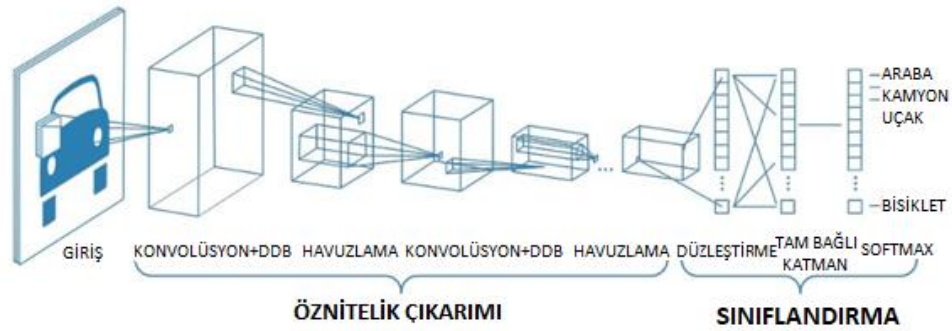 ARABA
KAMYON
UÇAK
BİSİKLET
GİRİŞ
KONVOLÜSYON+DDB
HAVUZLAMA
KONVOLÜSYON+DDB
HAVUZLAMA
DÜZLEŞTİRME
TAM BAĞLI
KATMAN
SOFTMAX
ÖZNİTELİK ÇIKARIMI
SINIFLANDIRMA